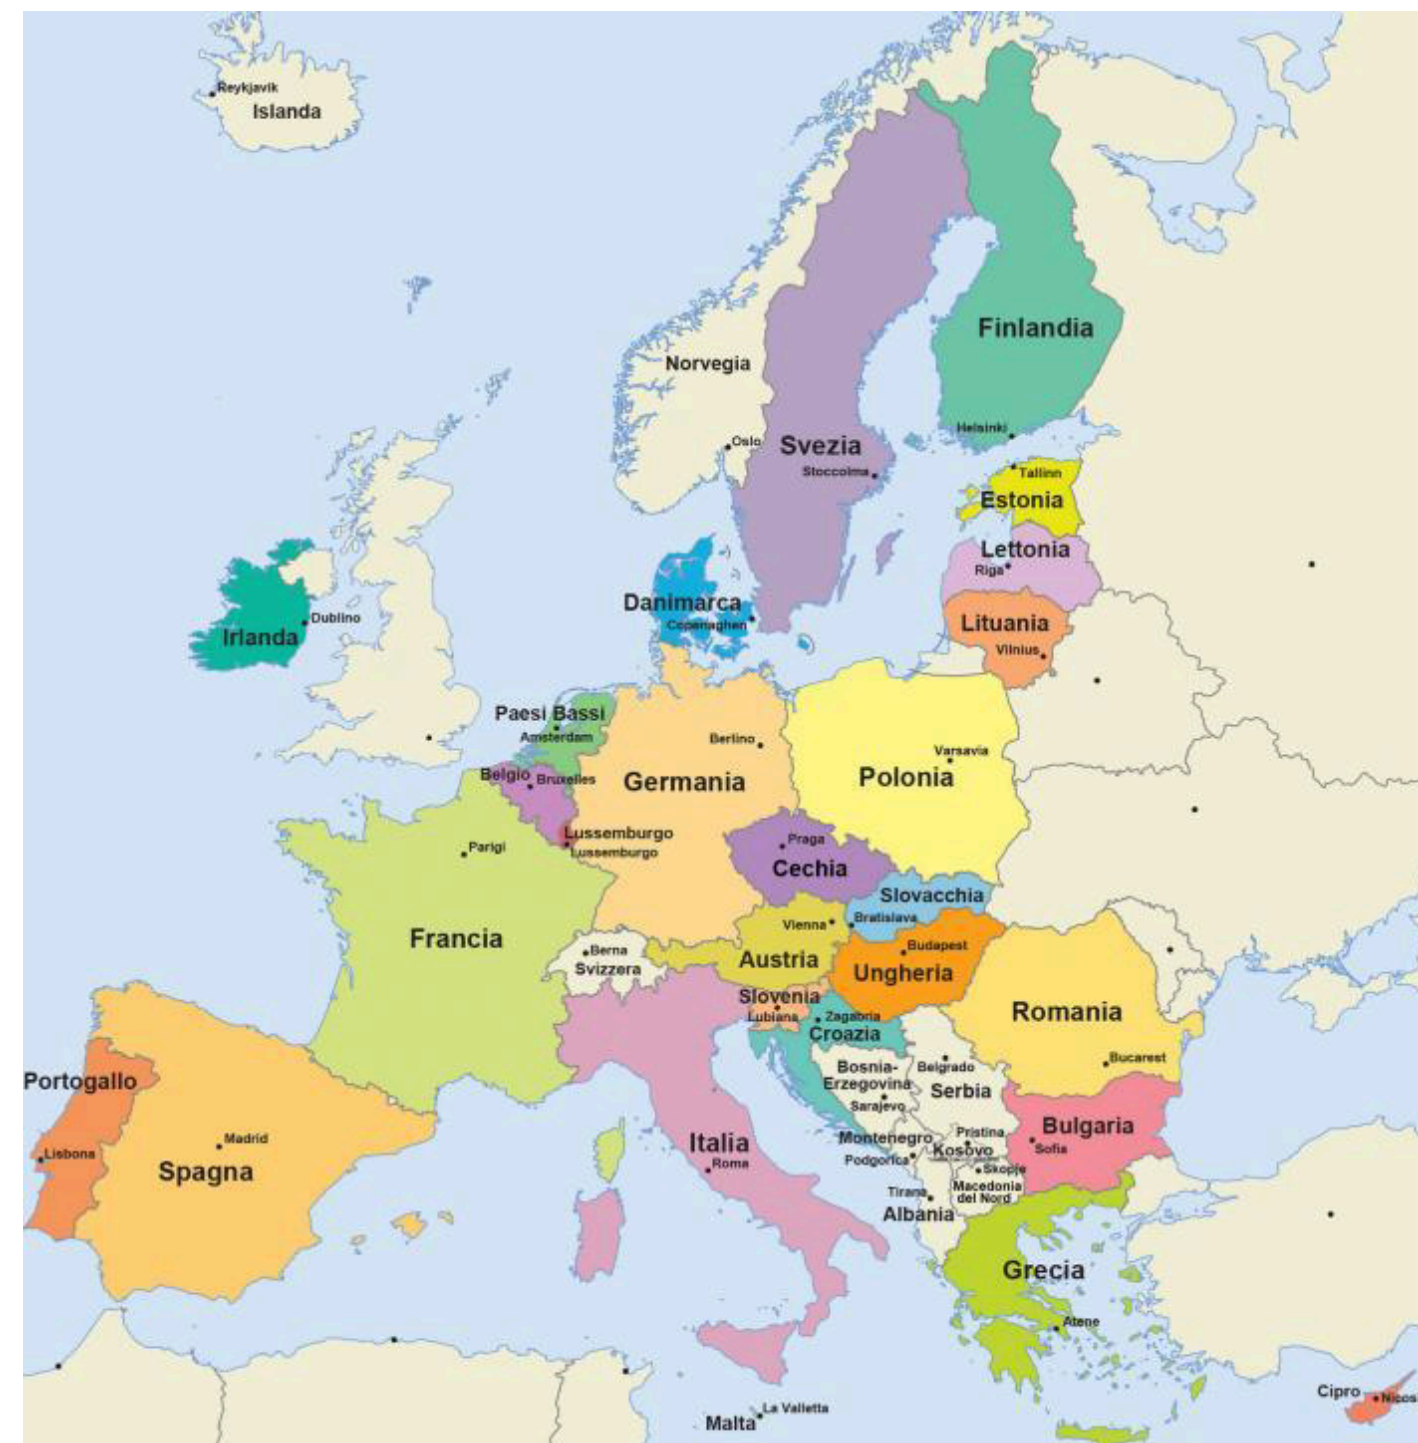 Reykjavik
Islanda
Finlandia
Norvegia
Helsinki
Oslo
Svezia
Stoccolma
Tallinn
Estonia
Lettonia
Riga
Danimarca
Copenaghen
Dublino
Irlanda
Lituania
Vilnius
Paesi Bassi
Amsterdam
Berlino
Varsavia
Belgio
Bruxelles
Germania
Polonia
Lussemburgo
Lussemburgo
Parigi
Praga
Cechia
Slovacchia
Bratislava
Vienna
Francia
Berna
Svizzera
Austria
Budapest
Ungheria
Slovenia
Lubiana
Zagabria
Croazia
Romania
Bucarest
Portogallo
Bosnia-
Erzegovina
Sarajevo
Belgrado
Serbia
Madrid
Lisbona
Spagna
Italia
Roma
Montenegro
Podgorica
Pristina
Kosovo
Bulgaria
Sofia
Skopje
Macedonia
del Nord
Tirana
Albania
Grecia
Atene
Cipro
Nicos
La Valletta
Malta